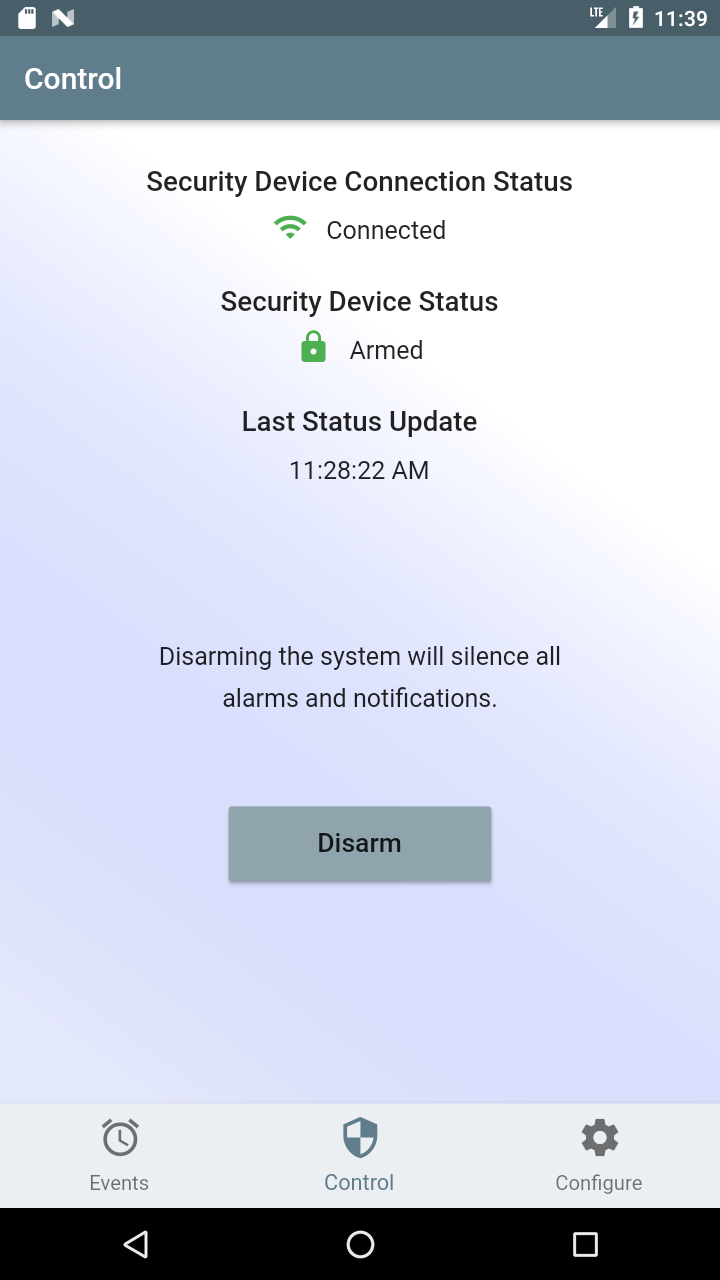 LTE 11:39
Control
Security Device Connection Status
Connected
Security Device Status
Armed
Last Status Update
11:28:22 AM
Disarming the system will silence all
alarms and notifications.
Disarm
Events Control Configure